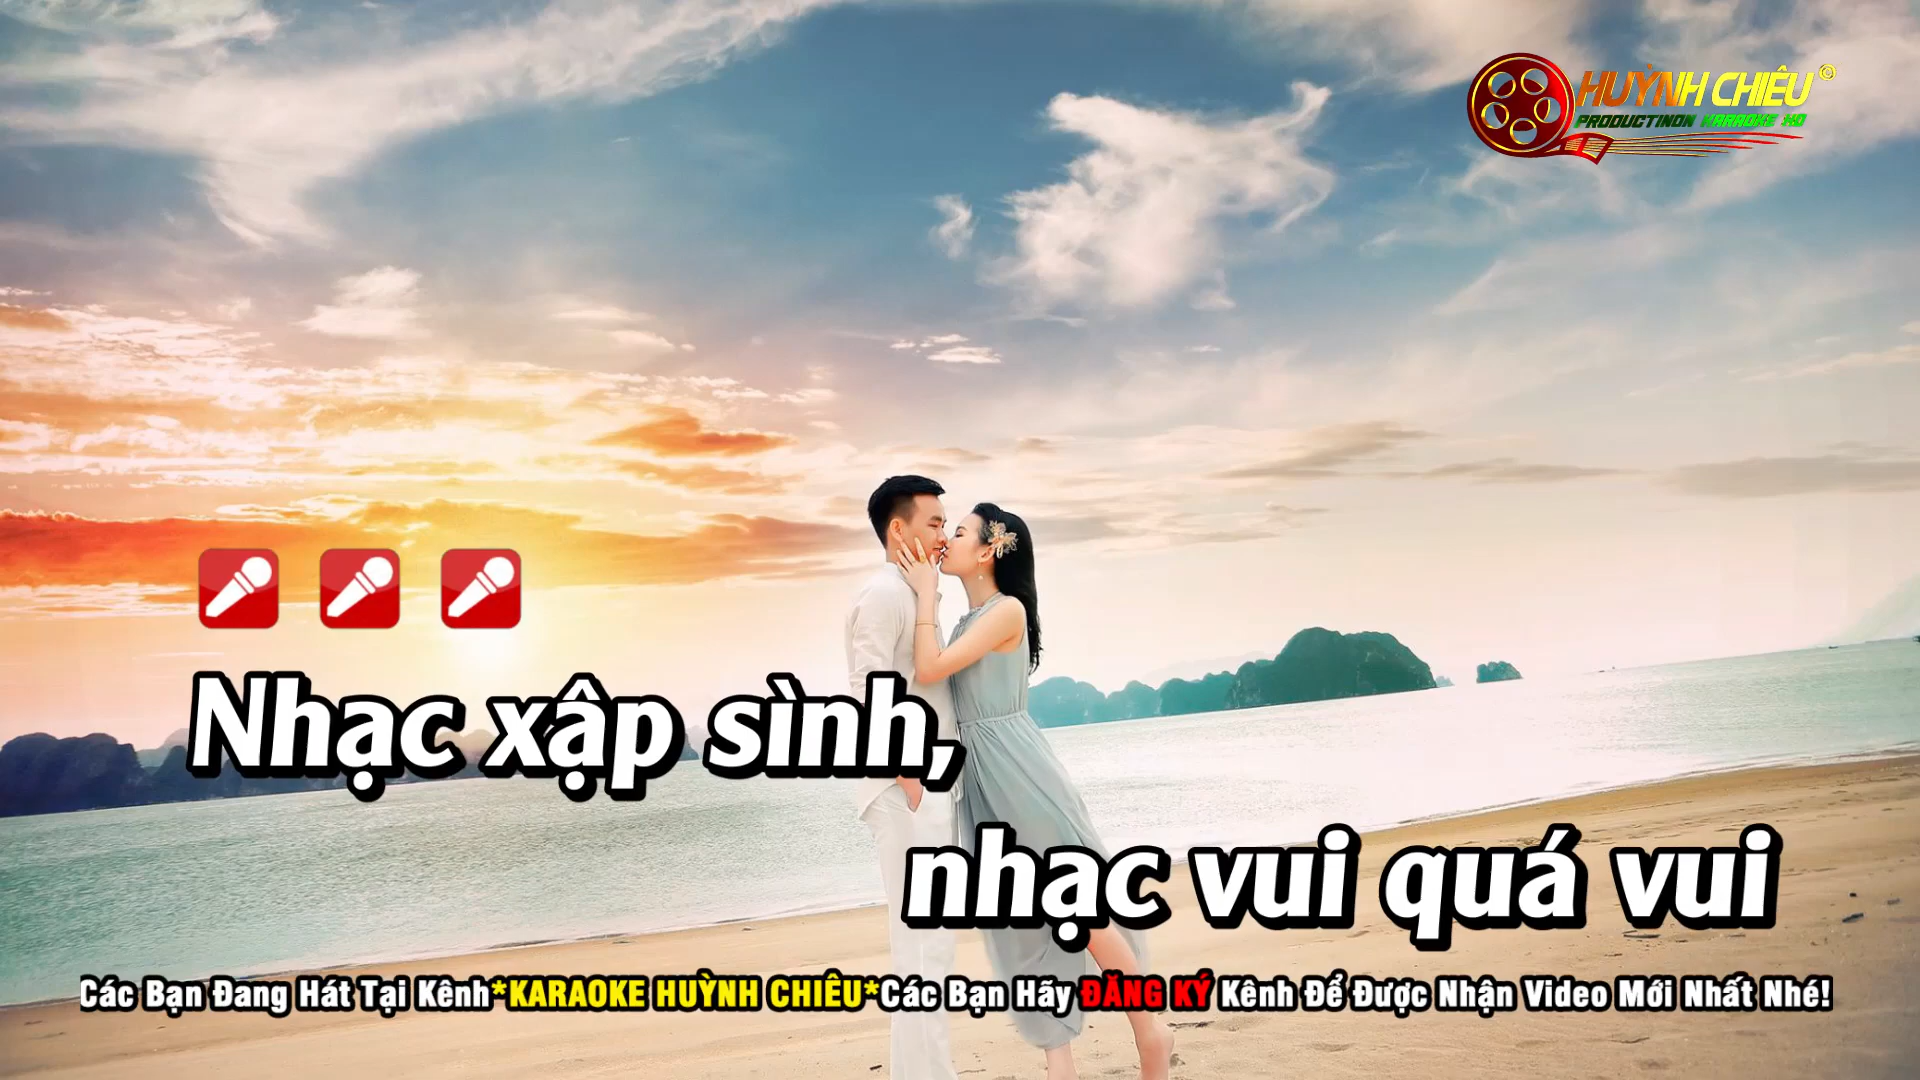 HUỲNH CHIÊU ©
PRODUCTINON KARAOKE HD
Nhạc xập sình,
nhạc vui quá vui
Các Bạn Đang Hát Tại Kênh*KARAOKE HUỲNH CHIÊU*Các Bạn Hãy ĐĂNG KÝ Kênh Để Được Nhận Video Mới Nhất Nhé!